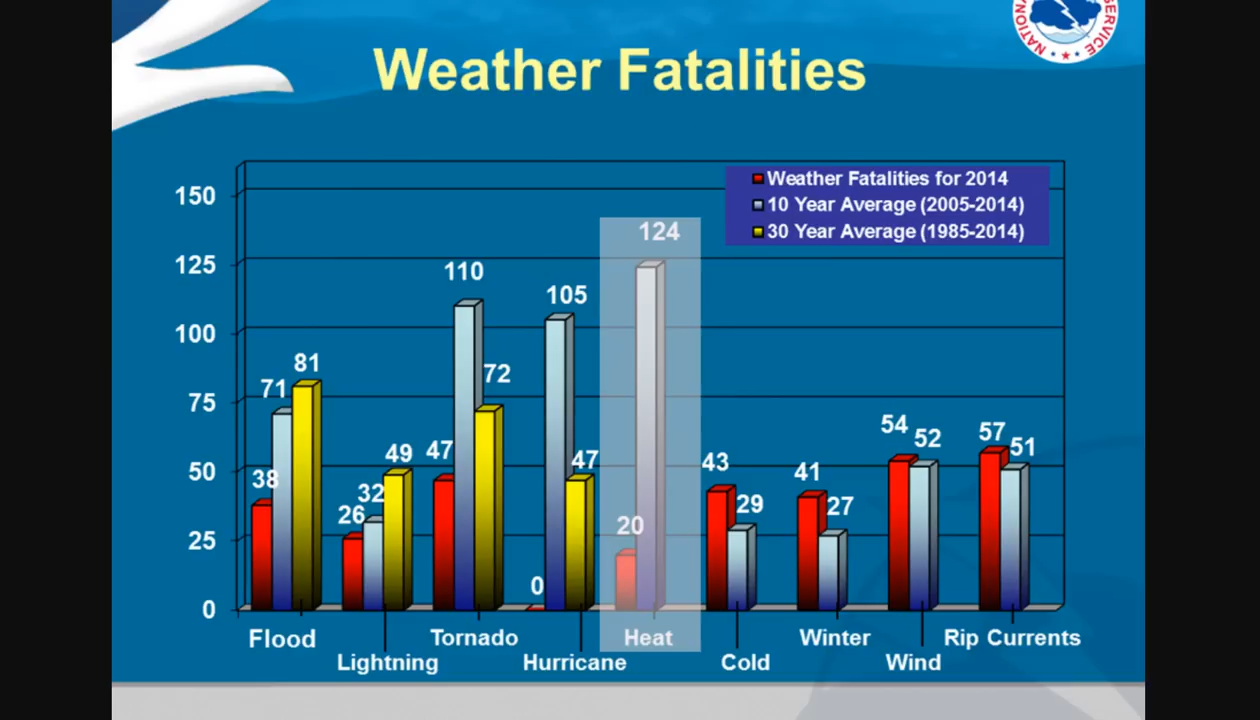 NATION SERVICE
Weather Fatalities
Weather Fatalities for 2014
10 Year Average (2005-2014)
30 Year Average (1985-2014)
150
125
100
75
50
25
0
38 71 81
26 32 49
47 110 72
0 105 47
20 124
43 29
41 27
54 52
57 51
Flood Tornado Heat Winter Rip Currents
Lightning Hurricane Cold Wind